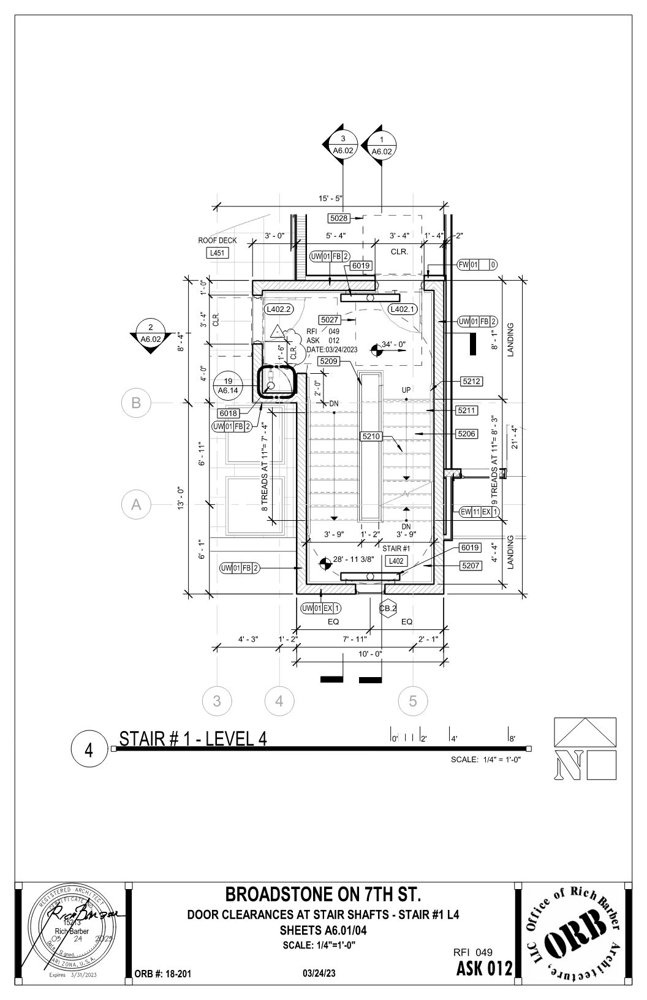 3
A6.02
1
A6.02
15' - 5"
5028
3' - 0"
5' - 4"
3' - 4"
1' - 4"
2"
ROOF DECK
L451
CLR.
UW 01 FB 2
6019
FW 01 0
1' - 0"
L402.2
L402.1
3' - 4"
CLR.
5027
UW 01 FB 2
2
A6.02
8' - 4"
RFI 049
ASK 012
DATE:03/24/2023
-
1' - 6"
CLR.
34' - 0"
8' - 1"
LANDING
5209
4' - 0"
19
A6.14
2' - 0"
5212
UP
B
DN
5211
6018
UW 01 FB 2
5206
5210
8 TREADS AT 11"= 7' - 4"
9 TREADS AT 11"= 8' - 3"
21' - 4"
6' - 11"
13' - 0"
A
EW 11 EX 1
DN
3' - 9"
1' - 2"
3' - 9"
6' - 1"
STAIR #1
L402
6019
4' - 4"
LANDING
28' - 11 3/8"
5207
UW 01 FB 2
UW 01 EX 1
CB.2
EQ
EQ
4' - 3"
1' - 2"
7' - 11"
2' - 1"
10' - 0"
3
4
5
4
STAIR # 1 - LEVEL 4
0'
2'
4'
8'
SCALE: 1/4" = 1'-0"
N
REGISTERED ARCHITECT
CERTIFICATE NO.
15213
Rich Barber
03 24 2023
Date Signed
ARIZONA, U.S.A.
Expires 3/31/2023
BROADSTONE ON 7TH ST.
DOOR CLEARANCES AT STAIR SHAFTS - STAIR #1 L4
SHEETS A6.01/04
SCALE: 1/4"=1'-0"
ORB #: 18-201
03/24/23
RFI 049
ASK 012
Office of Rich Barber
ORB
Architecture, LLC